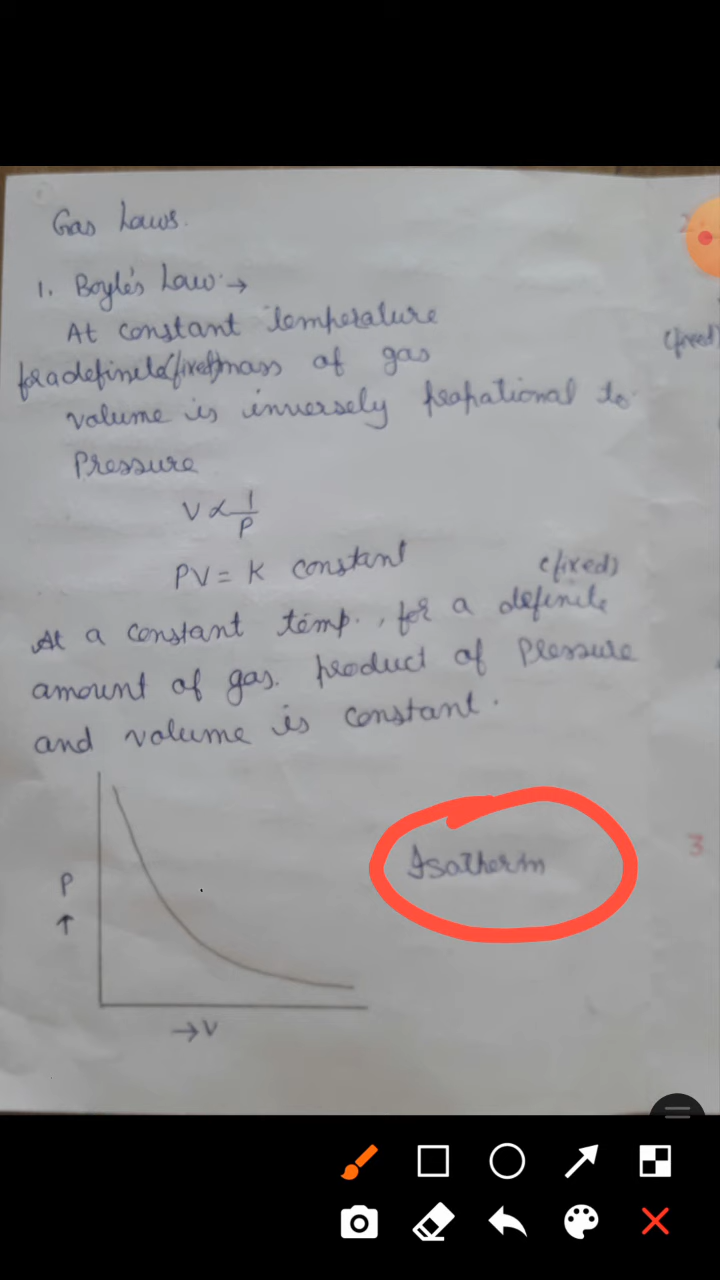 Gas Laws.
1. Boyle's Law :→
At constant temperature
for a definite (fixed) mass of gas
volume is inversely propational to
Pressure
V ∝ 1/P
PV = K constant
(fixed)
At a constant temp., for a definite
amount of gas. product of Pressure
and volume is constant.
Isotherm
P
↑
→ V
2.
(fixed)
3